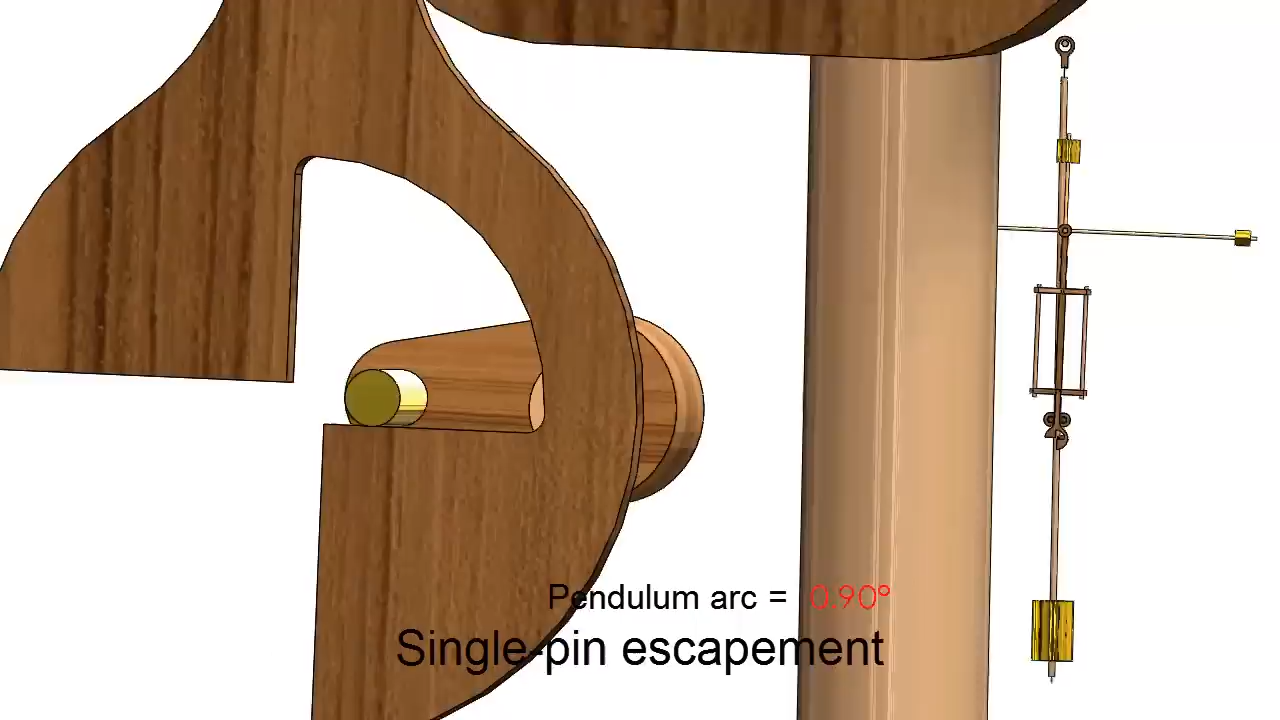 Pendulum arc = 0.90°
Single-pin escapement